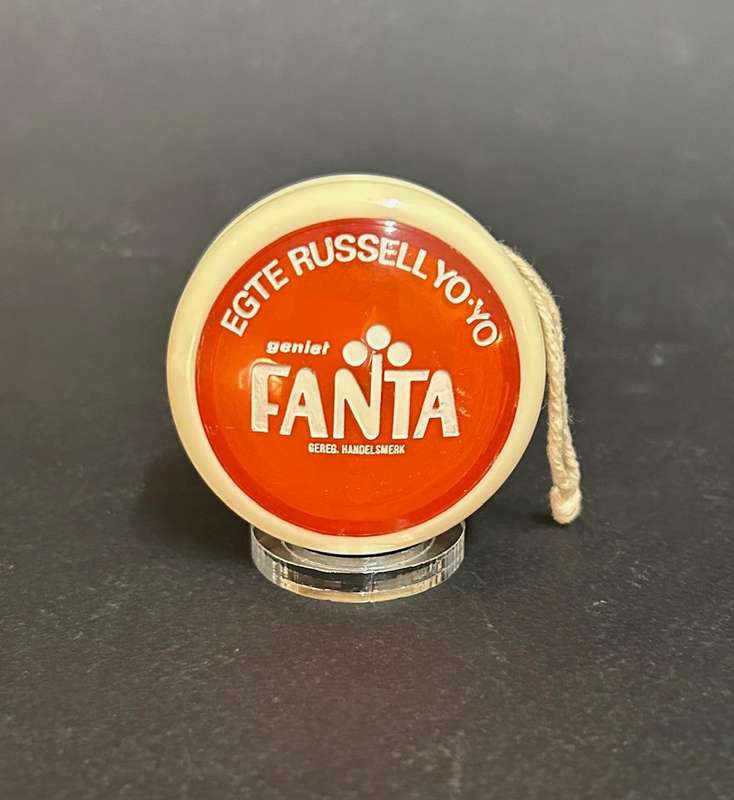 EGTE RUSSELL YO-YO
geniet
FANTA
GEREG. HANDELSMERK